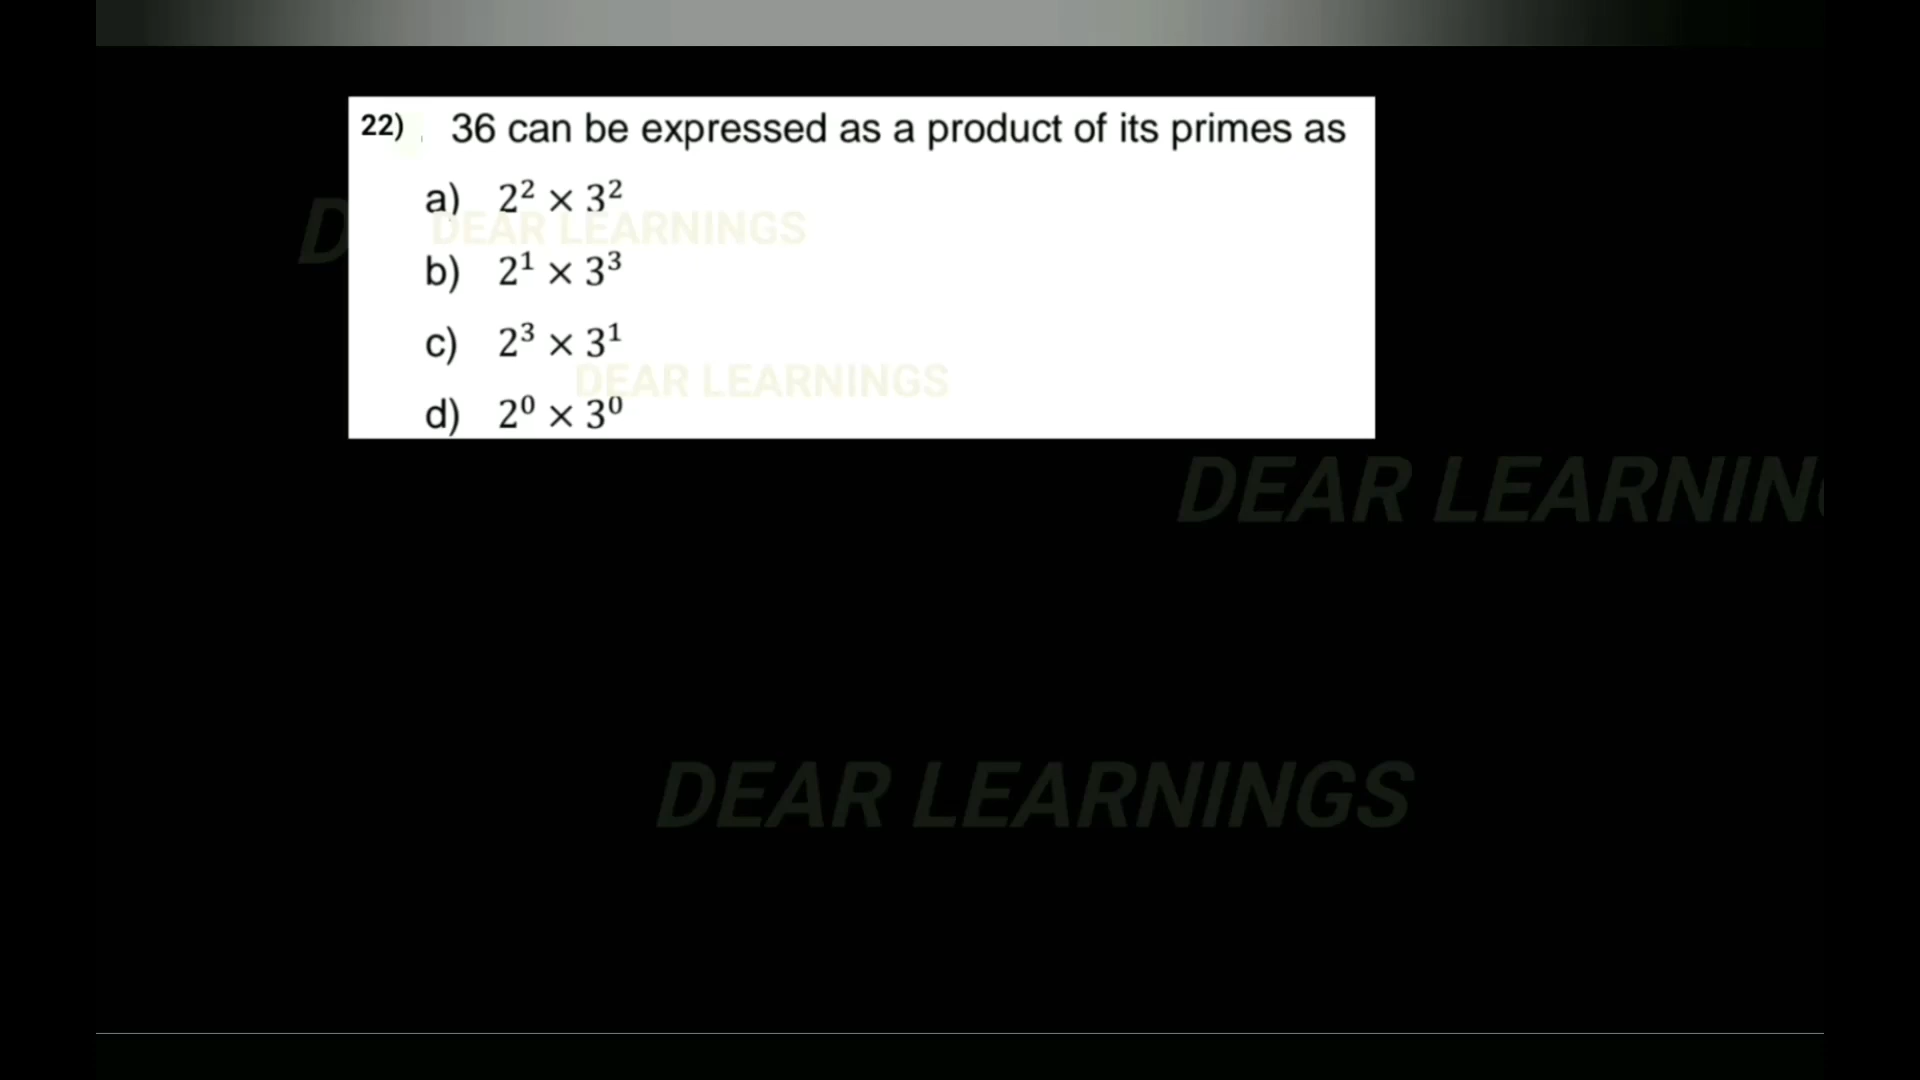 22) 36 can be expressed as a product of its primes as
a) 2² × 3²
DEAR LEARNINGS
b) 2¹ × 3³
c) 2³ × 3¹
DEAR LEARNINGS
d) 2⁰ × 3⁰
DEAR LEARNIN
DEAR LEARNINGS